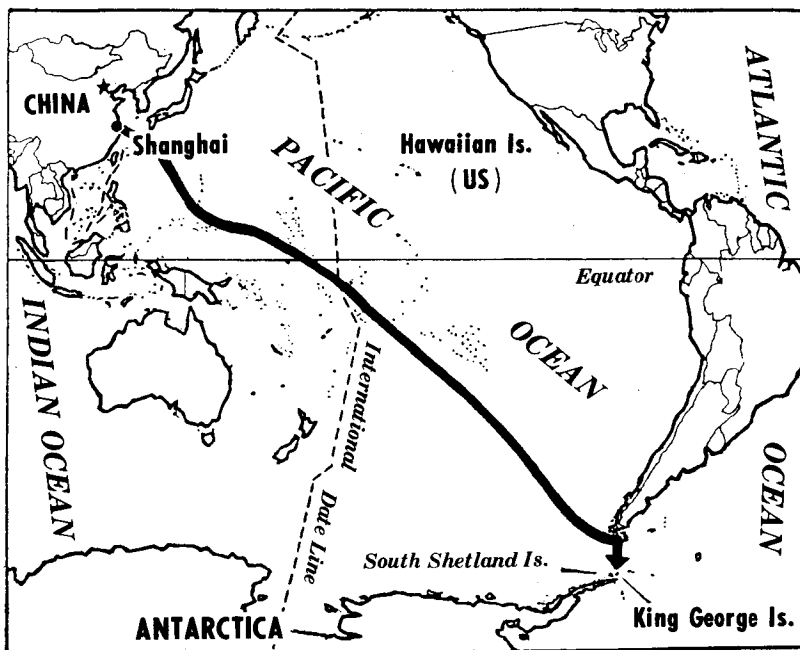 CHINA
Shanghai
PACIFIC
Hawaiian Is.
(US)
ATLANTIC
Equator
INDIAN OCEAN
OCEAN
International
Date Line
OCEAN
South Shetland Is.
King George Is.
ANTARCTICA